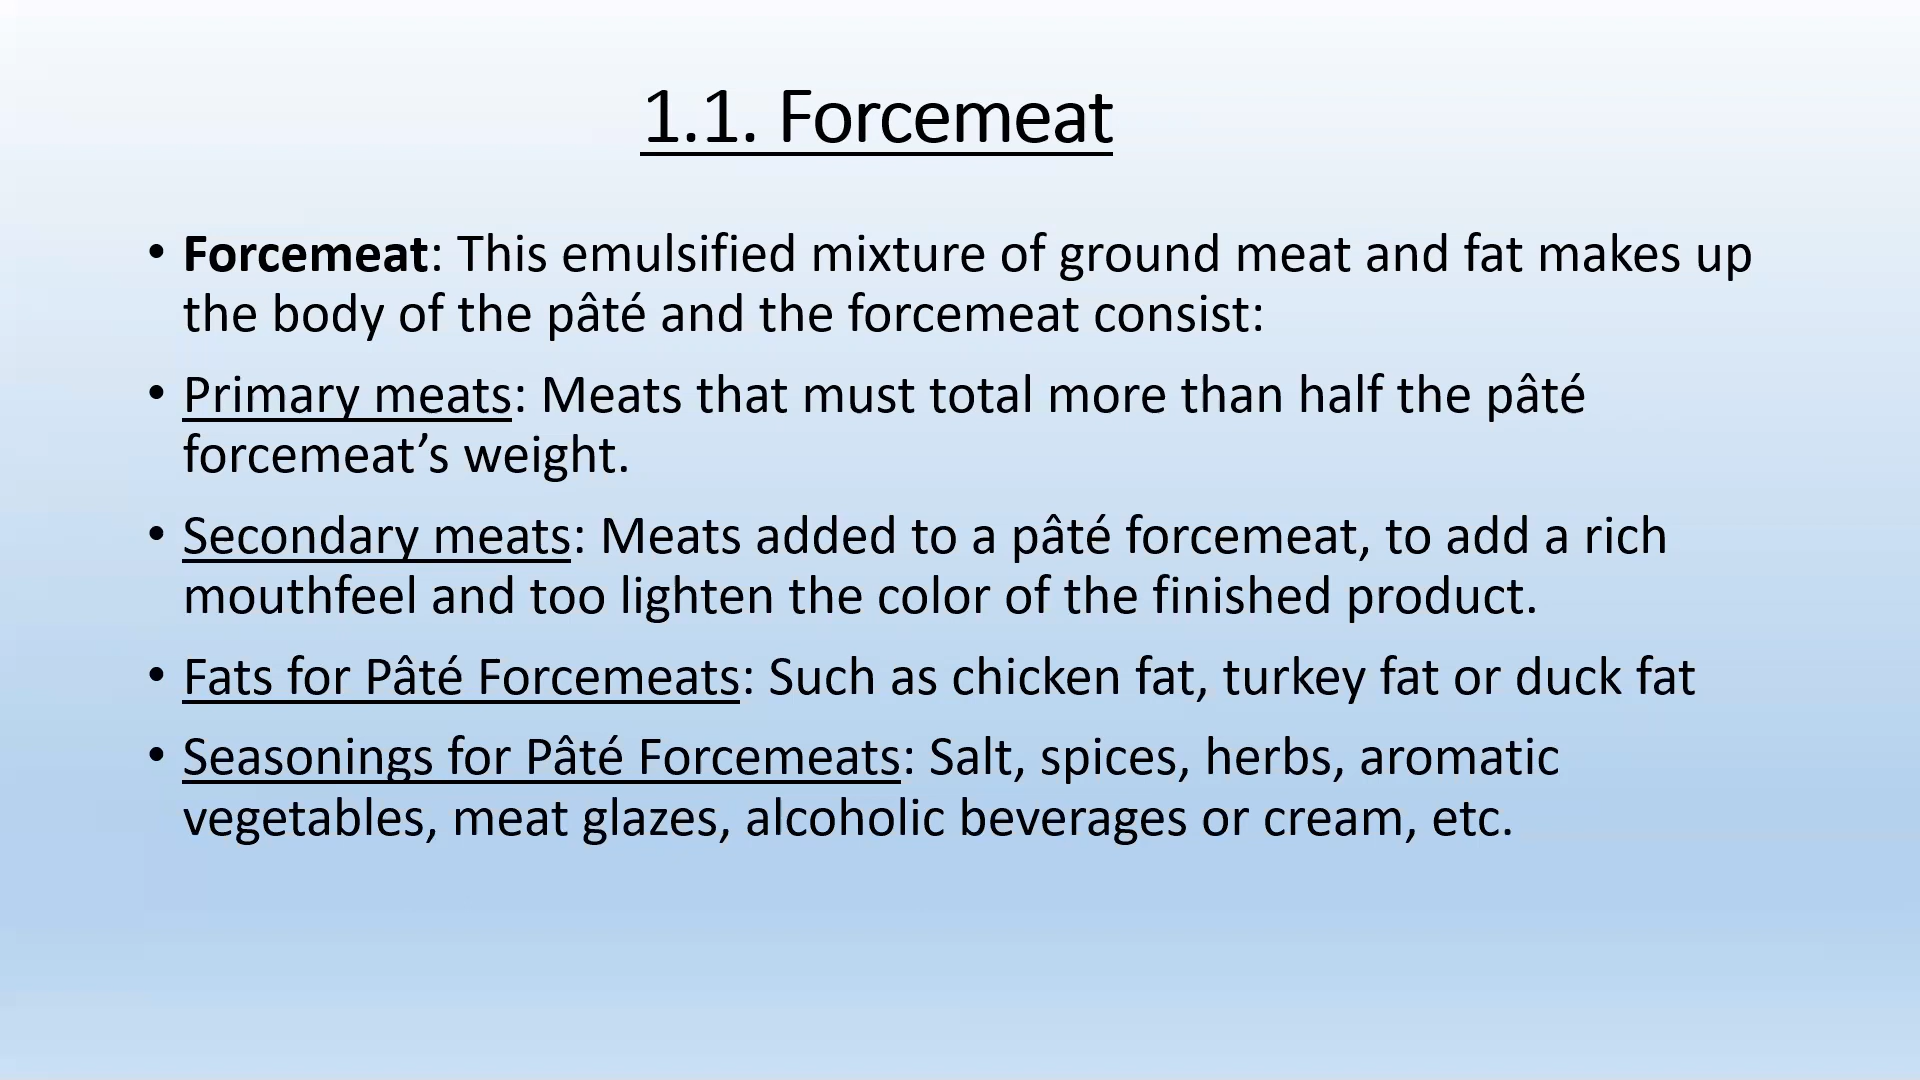 1.1. Forcemeat
• Forcemeat: This emulsified mixture of ground meat and fat makes up
the body of the pâté and the forcemeat consist:
• Primary meats: Meats that must total more than half the pâté
forcemeat’s weight.
• Secondary meats: Meats added to a pâté forcemeat, to add a rich
mouthfeel and too lighten the color of the finished product.
• Fats for Pâté Forcemeats: Such as chicken fat, turkey fat or duck fat
• Seasonings for Pâté Forcemeats: Salt, spices, herbs, aromatic
vegetables, meat glazes, alcoholic beverages or cream, etc.